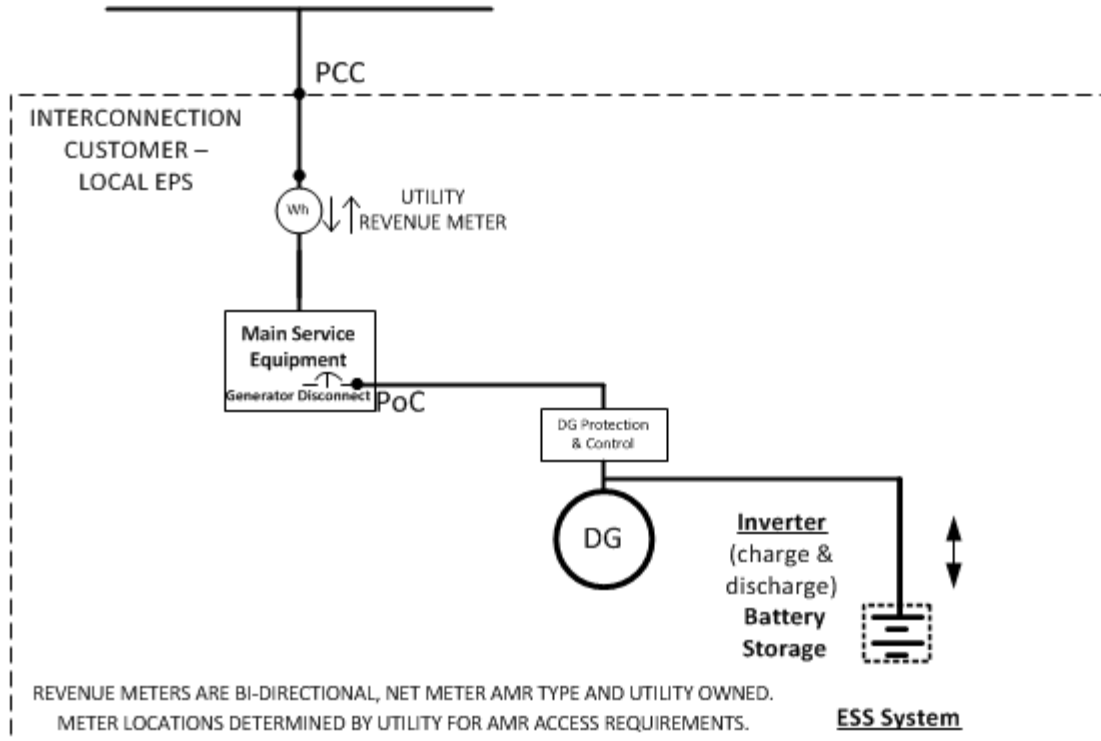 PCC
INTERCONNECTION
CUSTOMER –
LOCAL EPS
Wh
UTILITY
REVENUE METER
Main Service
Equipment
Generator Disconnect
PoC
DG Protection
& Control
DG
Inverter
(charge &
discharge)
Battery
Storage
REVENUE METERS ARE BI-DIRECTIONAL, NET METER AMR TYPE AND UTILITY OWNED.
METER LOCATIONS DETERMINED BY UTILITY FOR AMR ACCESS REQUIREMENTS.
ESS System